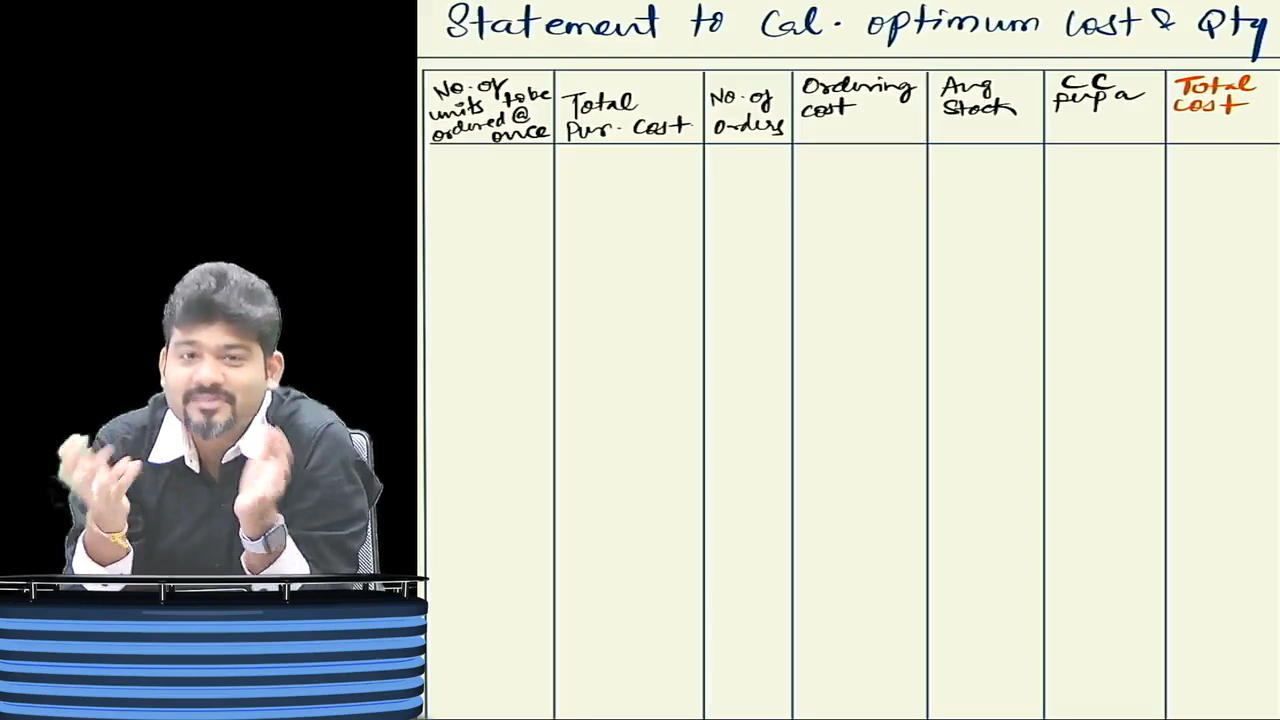 Statement to Cal. optimum Cost & Qty
No. of
units to be
ordered @
once
Total
Pur. Cost
No. of
orders
Ordering
cost
Avg
Stock
CC
pupa
Total
cost